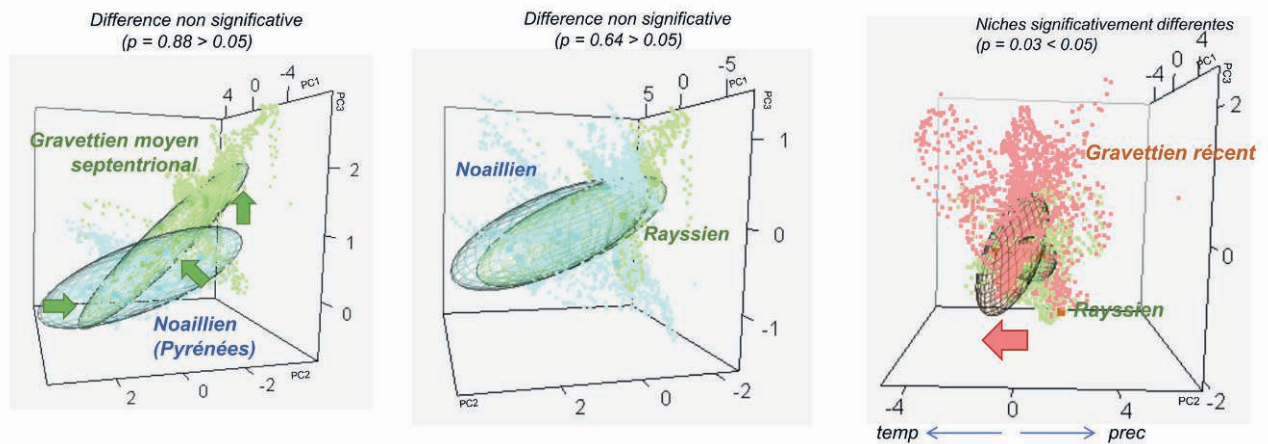 Difference non significative
(p = 0.88 > 0.05)
-4
0
4
PC1
PC3
Gravettien moyen
septentrional
2
1
0
Noaillien
(Pyrénées)
PC2
2
0
-2
Difference non significative
(p = 0.64 > 0.05)
-5
0
5
PC1
PC3
1
Noaillien
Rayssien
0
-1
PC2
2
0
-2
Niches significativement differentes
(p = 0.03 < 0.05)
4
0
-4
PC1
PC3
2
Gravettien récent
0
Rayssien
-2
PC2
-4
0
4
temp
prec